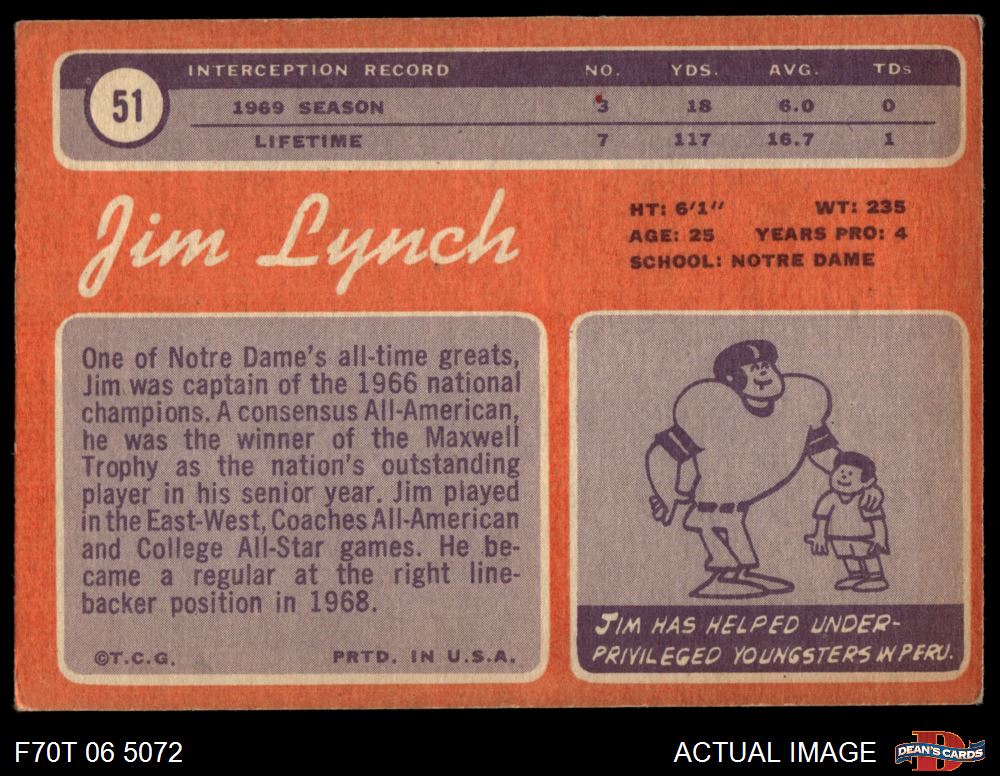 51
INTERCEPTION RECORD NO. YDS. AVG. TDs
1969 SEASON 3 18 6.0 0
LIFETIME 7 117 16.7 1
Jim Lynch
HT: 6'1" WT: 235
AGE: 25 YEARS PRO: 4
SCHOOL: NOTRE DAME
One of Notre Dame's all-time greats,
Jim was captain of the 1966 national
champions. A consensus All-American,
he was the winner of the Maxwell
Trophy as the nation's outstanding
player in his senior year. Jim played
in the East-West, Coaches All-American
and College All-Star games. He be-
came a regular at the right line-
backer position in 1968.
©T.C.G. PRTD. IN U.S.A.
JIM HAS HELPED UNDER-
PRIVILEGED YOUNGSTERS IN PERU.
F70T 06 5072
ACTUAL IMAGE
DEAN'S CARDS